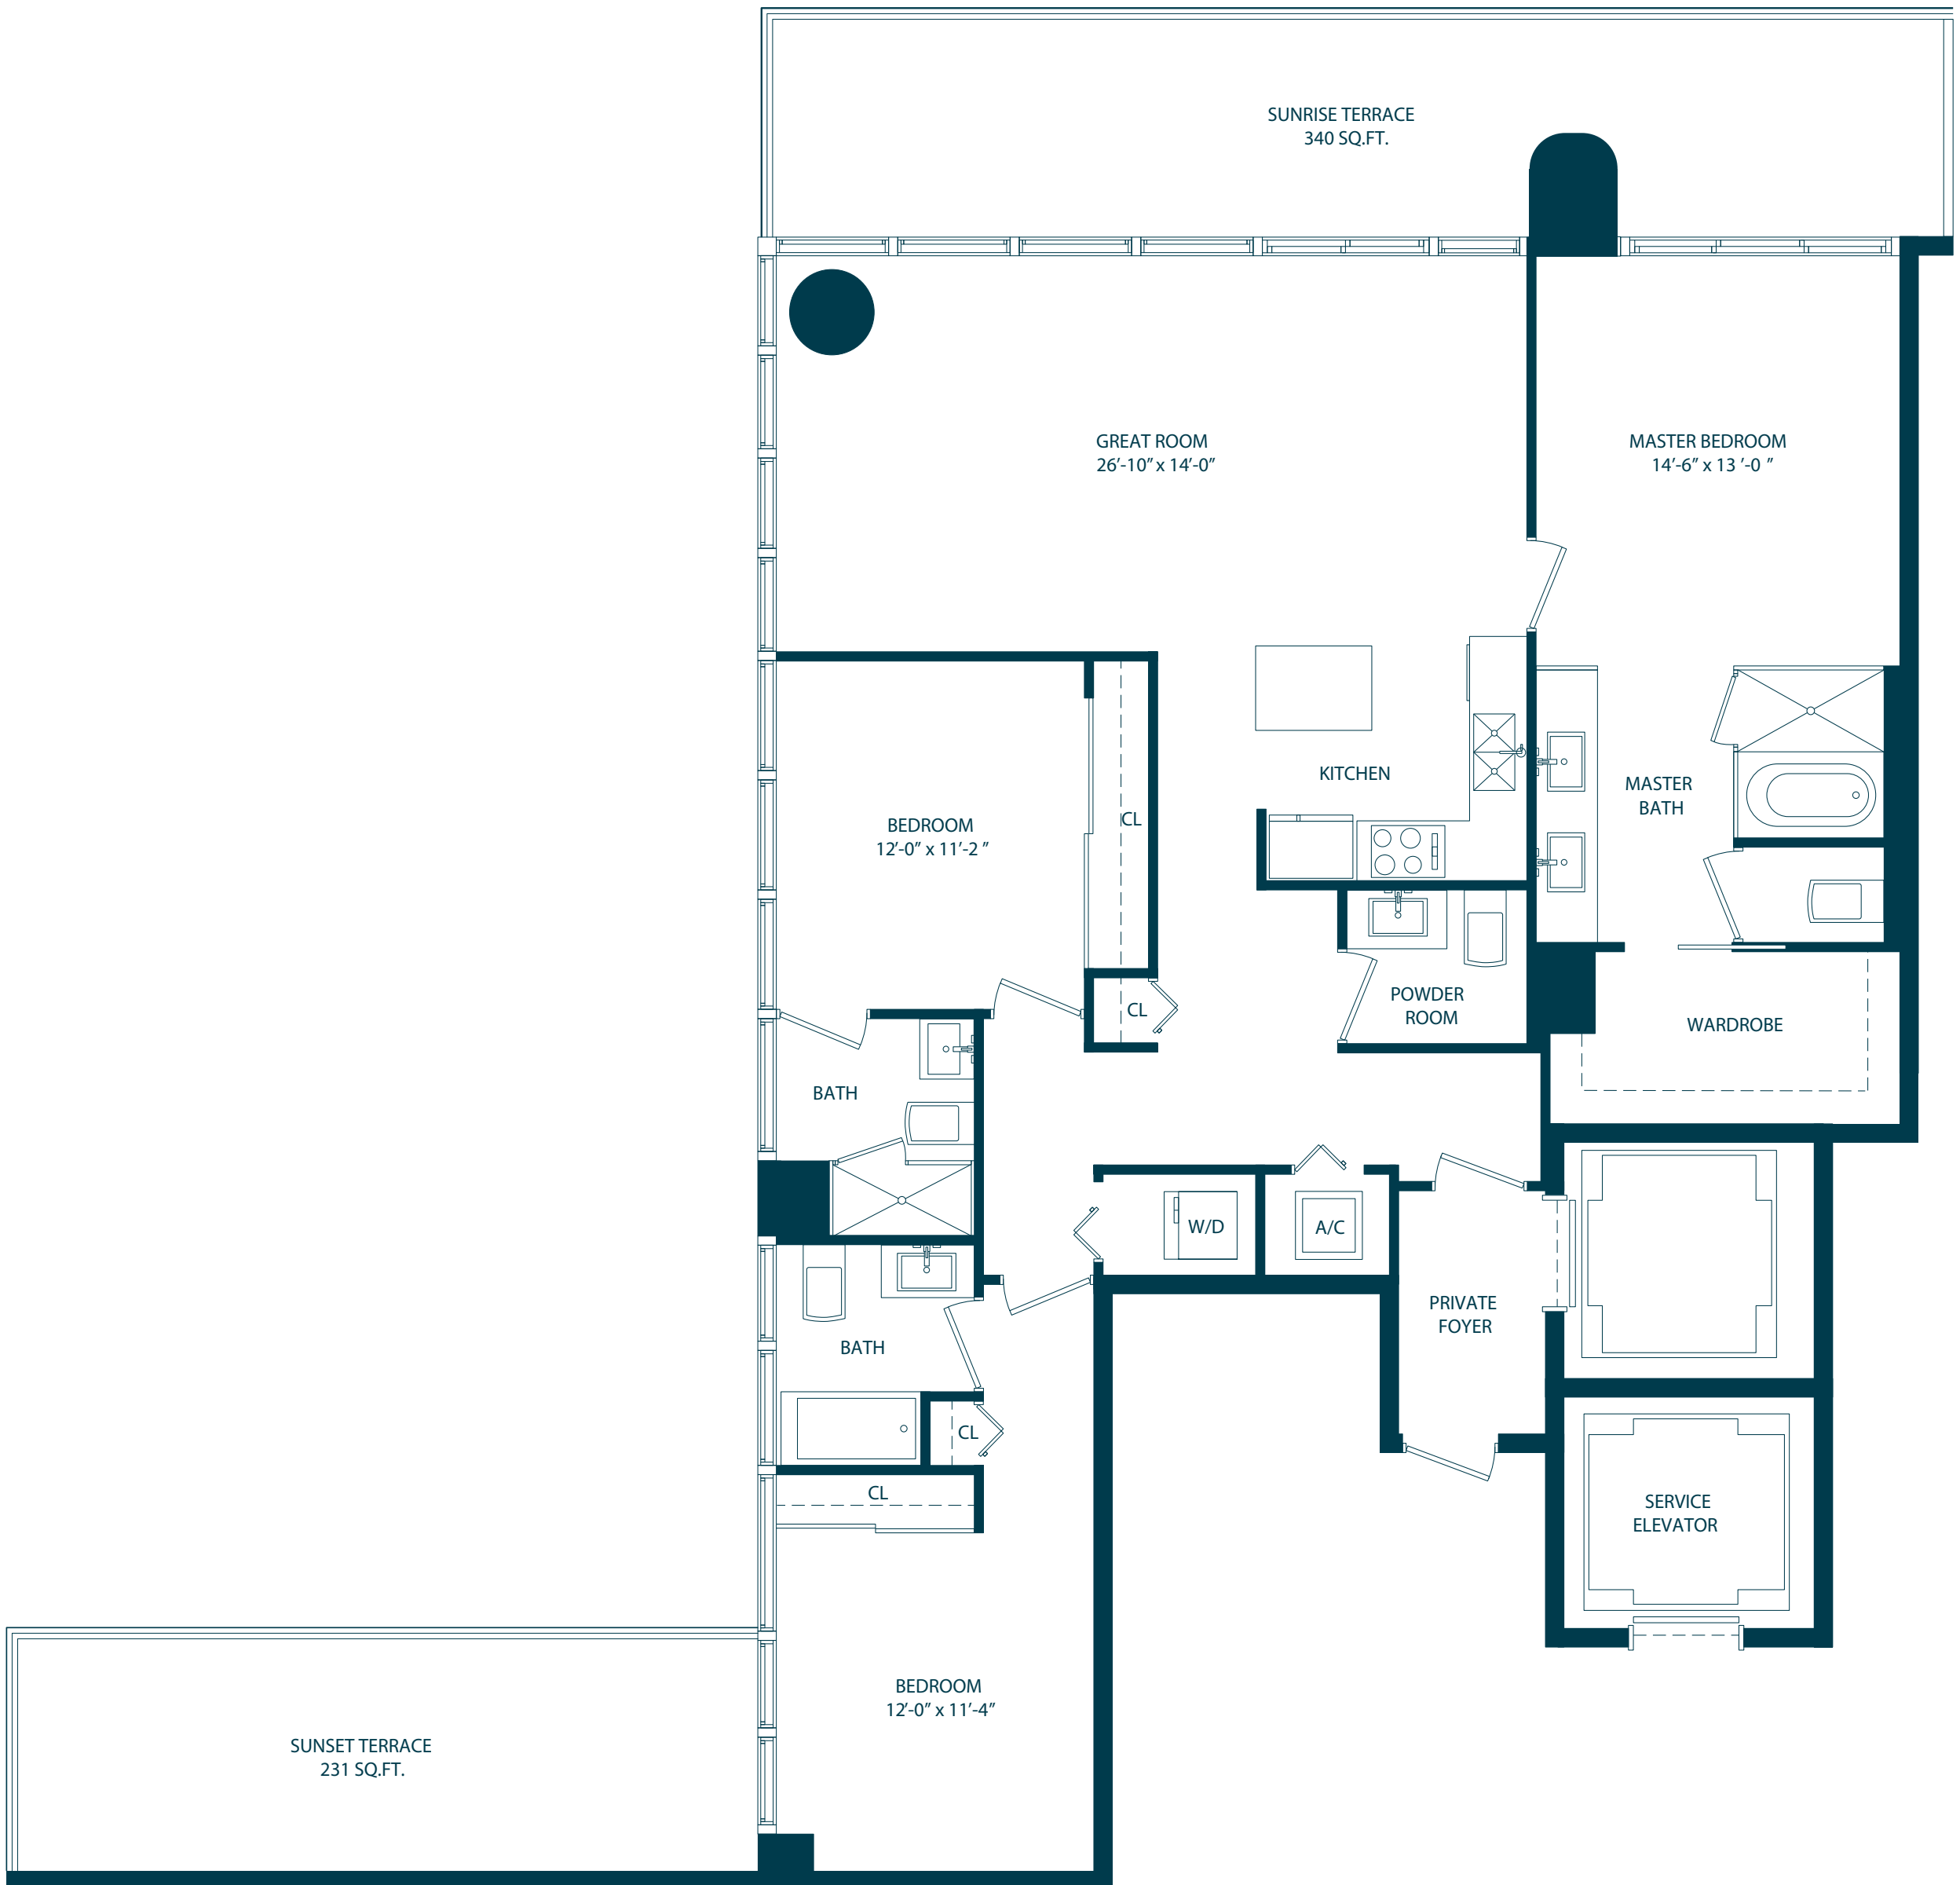 SUNRISE TERRACE
340 SQ.FT.
GREAT ROOM
26’-10” x 14’-0”
MASTER BEDROOM
14’-6” x 13 ’-0 ”
KITCHEN
MASTER
BATH
BEDROOM
12’-0” x 11’-2 ”
CL
CL
POWDER
ROOM
WARDROBE
BATH
W/D
A/C
PRIVATE
FOYER
BATH
CL
CL
SERVICE
ELEVATOR
BEDROOM
12’-0” x 11’-4”
SUNSET TERRACE
231 SQ.FT.